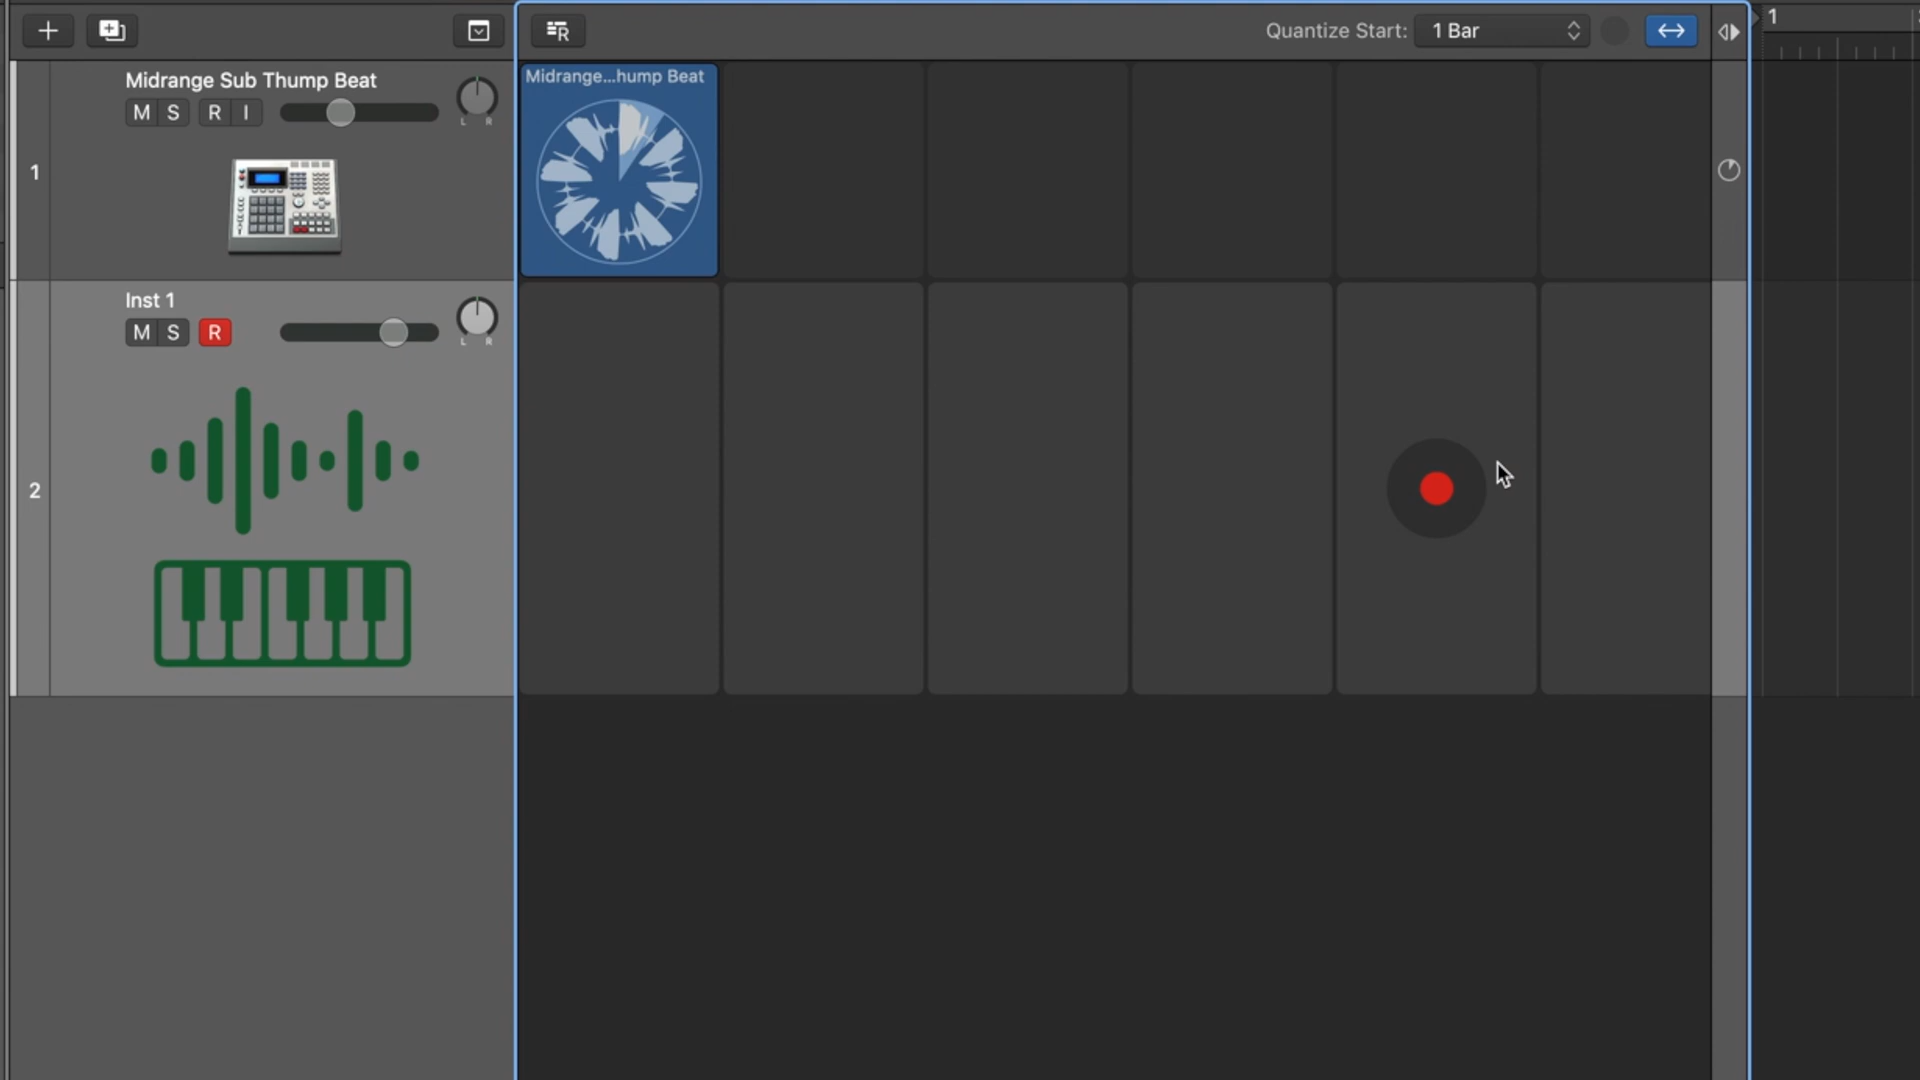 Quantize Start: 1 Bar
1
Midrange Sub Thump Beat
M S R I
L R
1
Midrange...hump Beat
Inst 1
M S R
L R
2